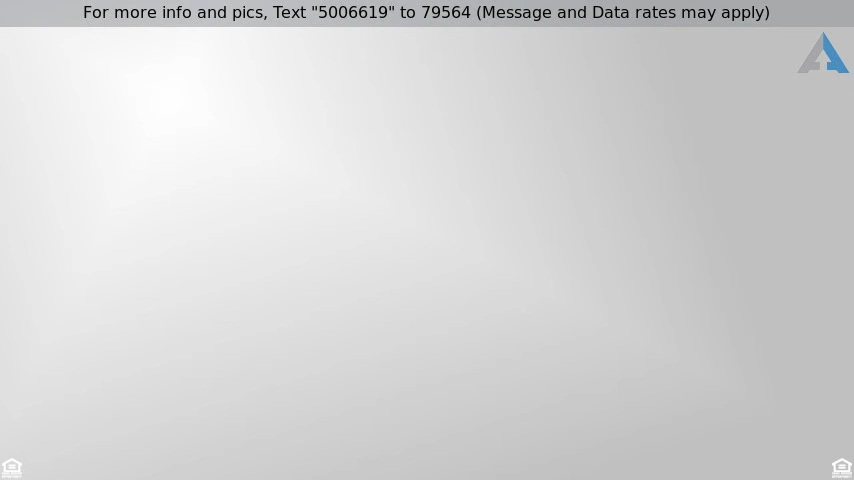 For more info and pics, Text "5006619" to 79564 (Message and Data rates may apply)